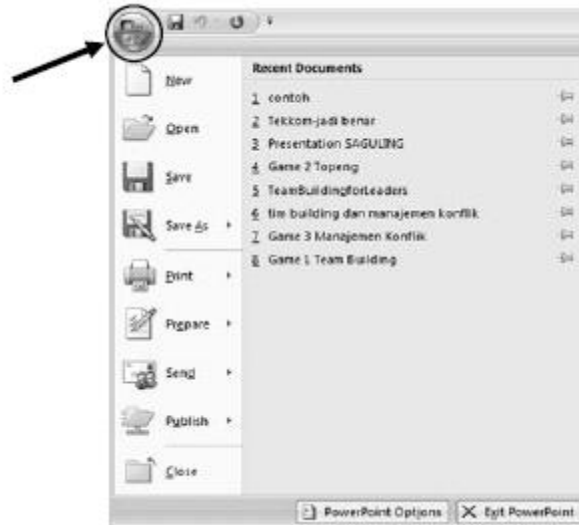 New
Open
Save
Save As
Print
Prepare
Send
Publish
Close
Recent Documents
1 contoh
2 Tekkom-jadi benar
3 Presentation SAGULING
4 Game 2 Topeng
5 TeamBuildingforLeaders
6 tim building dan manajemen konflik
7 Game 3 Manajemen Konflik
8 Game 1 Team Building
PowerPoint Options
Exit PowerPoint